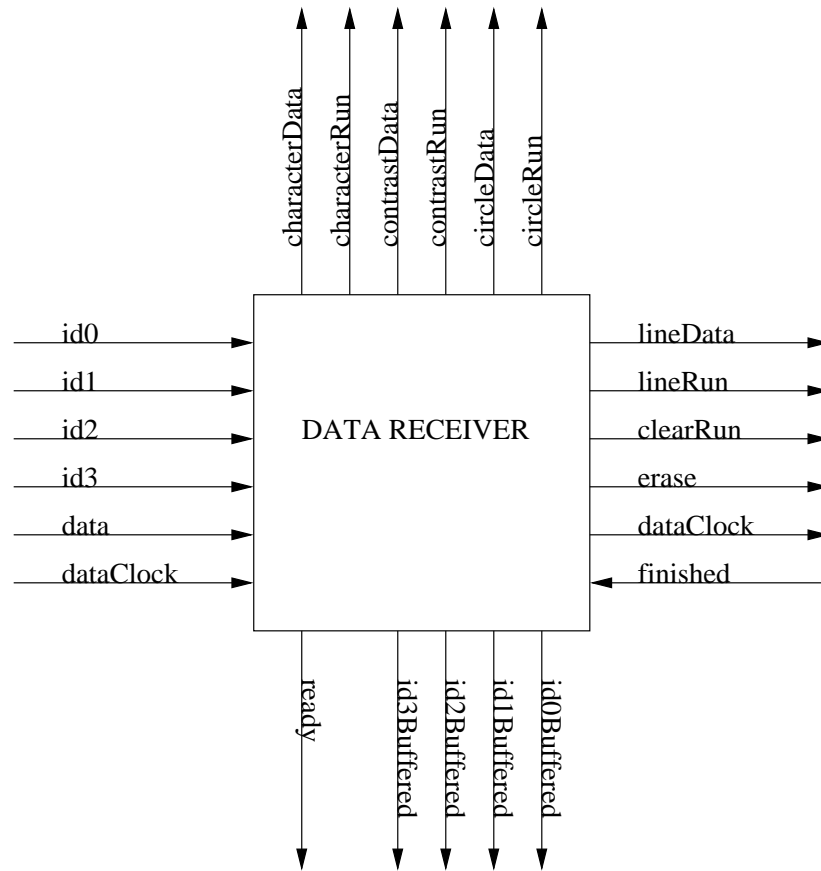 characterData
characterRun
contrastData
contrastRun
circleData
circleRun
id0
id1
id2
id3
data
dataClock
DATA RECEIVER
lineData
lineRun
clearRun
erase
dataClock
finished
ready
id3Buffered
id2Buffered
id1Buffered
id0Buffered